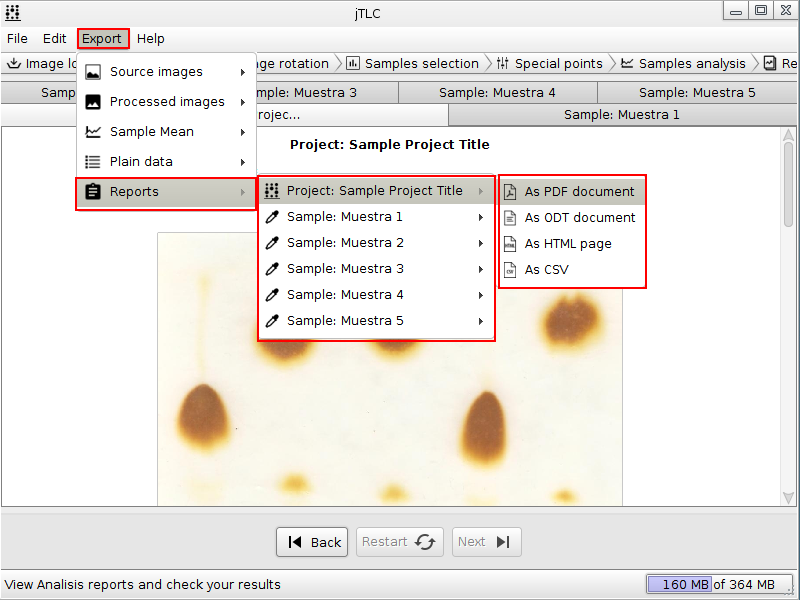 jTLC
File Edit Export Help
Image lo
ge rotation
Samples selection
Special points
Samples analysis
Re
Samp
mple: Muestra 3
Sample: Muestra 4
Sample: Muestra 5
rojec...
Sample: Muestra 1
Source images
Processed images
Sample Mean
Plain data
Reports
Project: Sample Project Title
Project: Sample Project Title
Sample: Muestra 1
Sample: Muestra 2
Sample: Muestra 3
Sample: Muestra 4
Sample: Muestra 5
As PDF document
As ODT document
As HTML page
As CSV
Back
Restart
Next
View Analisis reports and check your results
160 MB of 364 MB